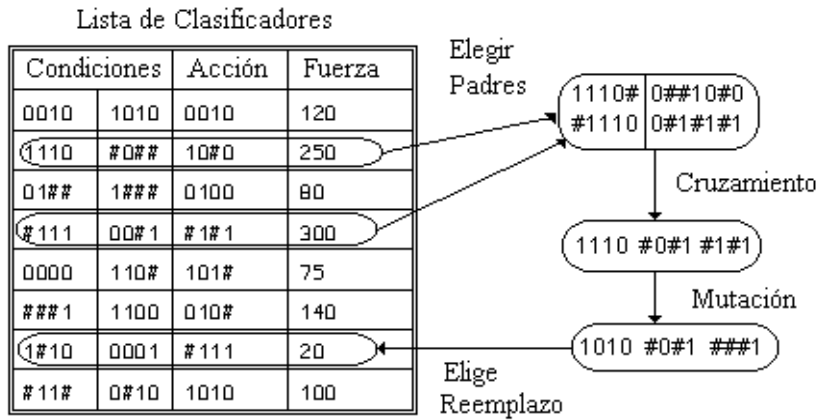 Lista de Clasificadores
Condiciones Acción Fuerza
0010 1010 0010 120
1110 #0## 10#0 250
01## 1### 0100 80
#111 00#1 #1#1 300
0000 110# 101# 75
###1 1100 010# 140
1#10 0001 #111 20
#11# 0#10 1010 100
Elegir
Padres
1110# 0##10#0
#1110 0#1#1#1
Cruzamiento
1110 #0#1 #1#1
Mutación
1010 #0#1 ###1
Elige
Reemplazo